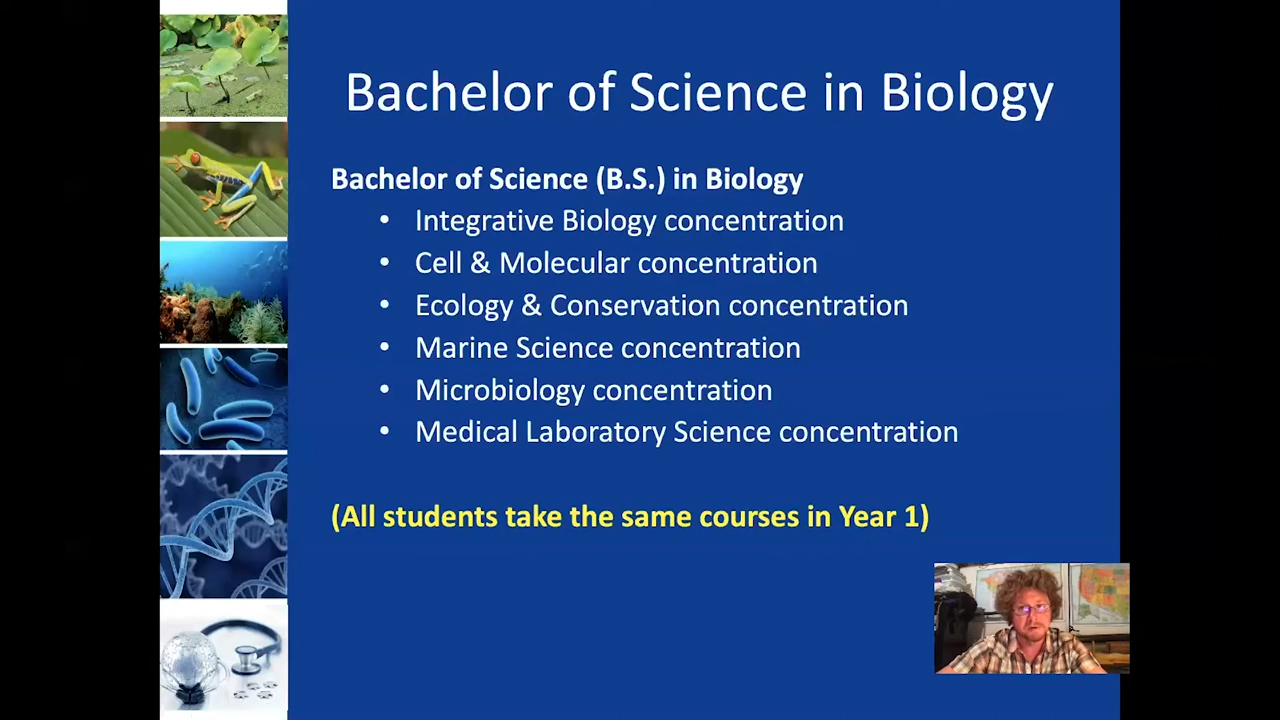 Bachelor of Science in Biology
Bachelor of Science (B.S.) in Biology
• Integrative Biology concentration
• Cell & Molecular concentration
• Ecology & Conservation concentration
• Marine Science concentration
• Microbiology concentration
• Medical Laboratory Science concentration
(All students take the same courses in Year 1)